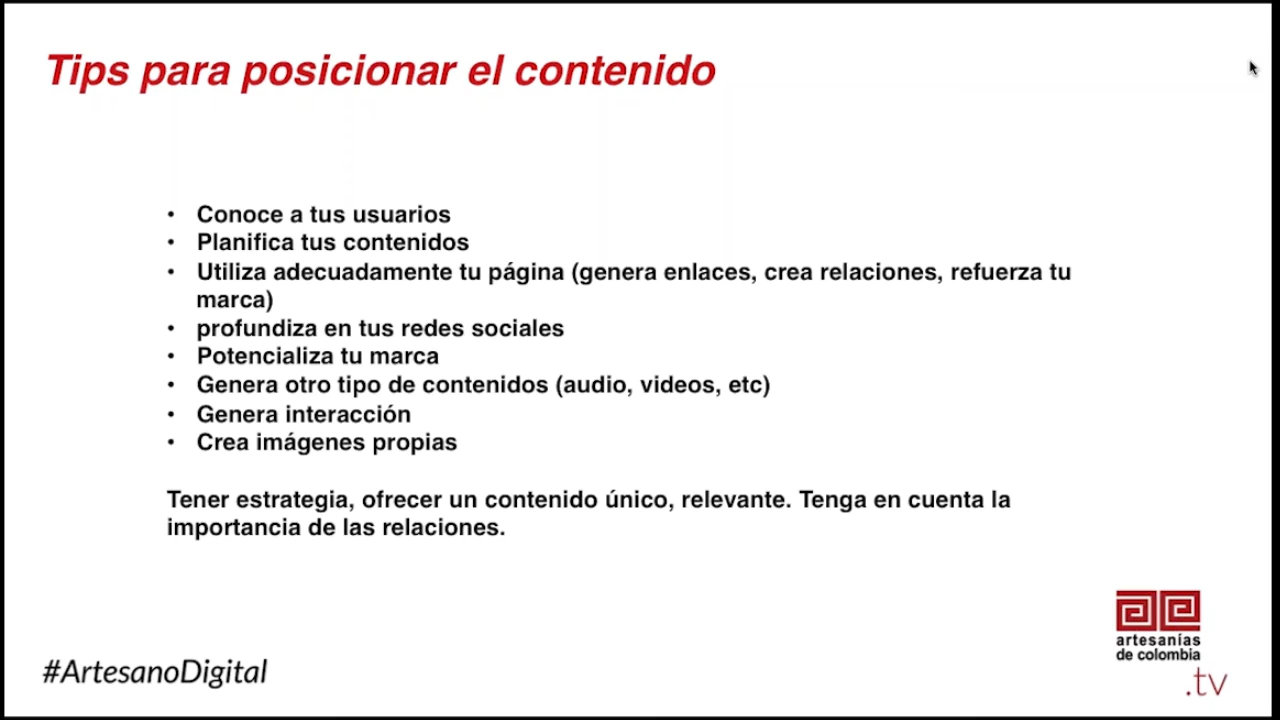 Tips para posicionar el contenido
• Conoce a tus usuarios
• Planifica tus contenidos
• Utiliza adecuadamente tu página (genera enlaces, crea relaciones, refuerza tu
marca)
• profundiza en tus redes sociales
• Potencializa tu marca
• Genera otro tipo de contenidos (audio, videos, etc)
• Genera interacción
• Crea imágenes propias
Tener estrategia, ofrecer un contenido único, relevante. Tenga en cuenta la
importancia de las relaciones.
#ArtesanoDigital
artesanías
de colombia
.tv